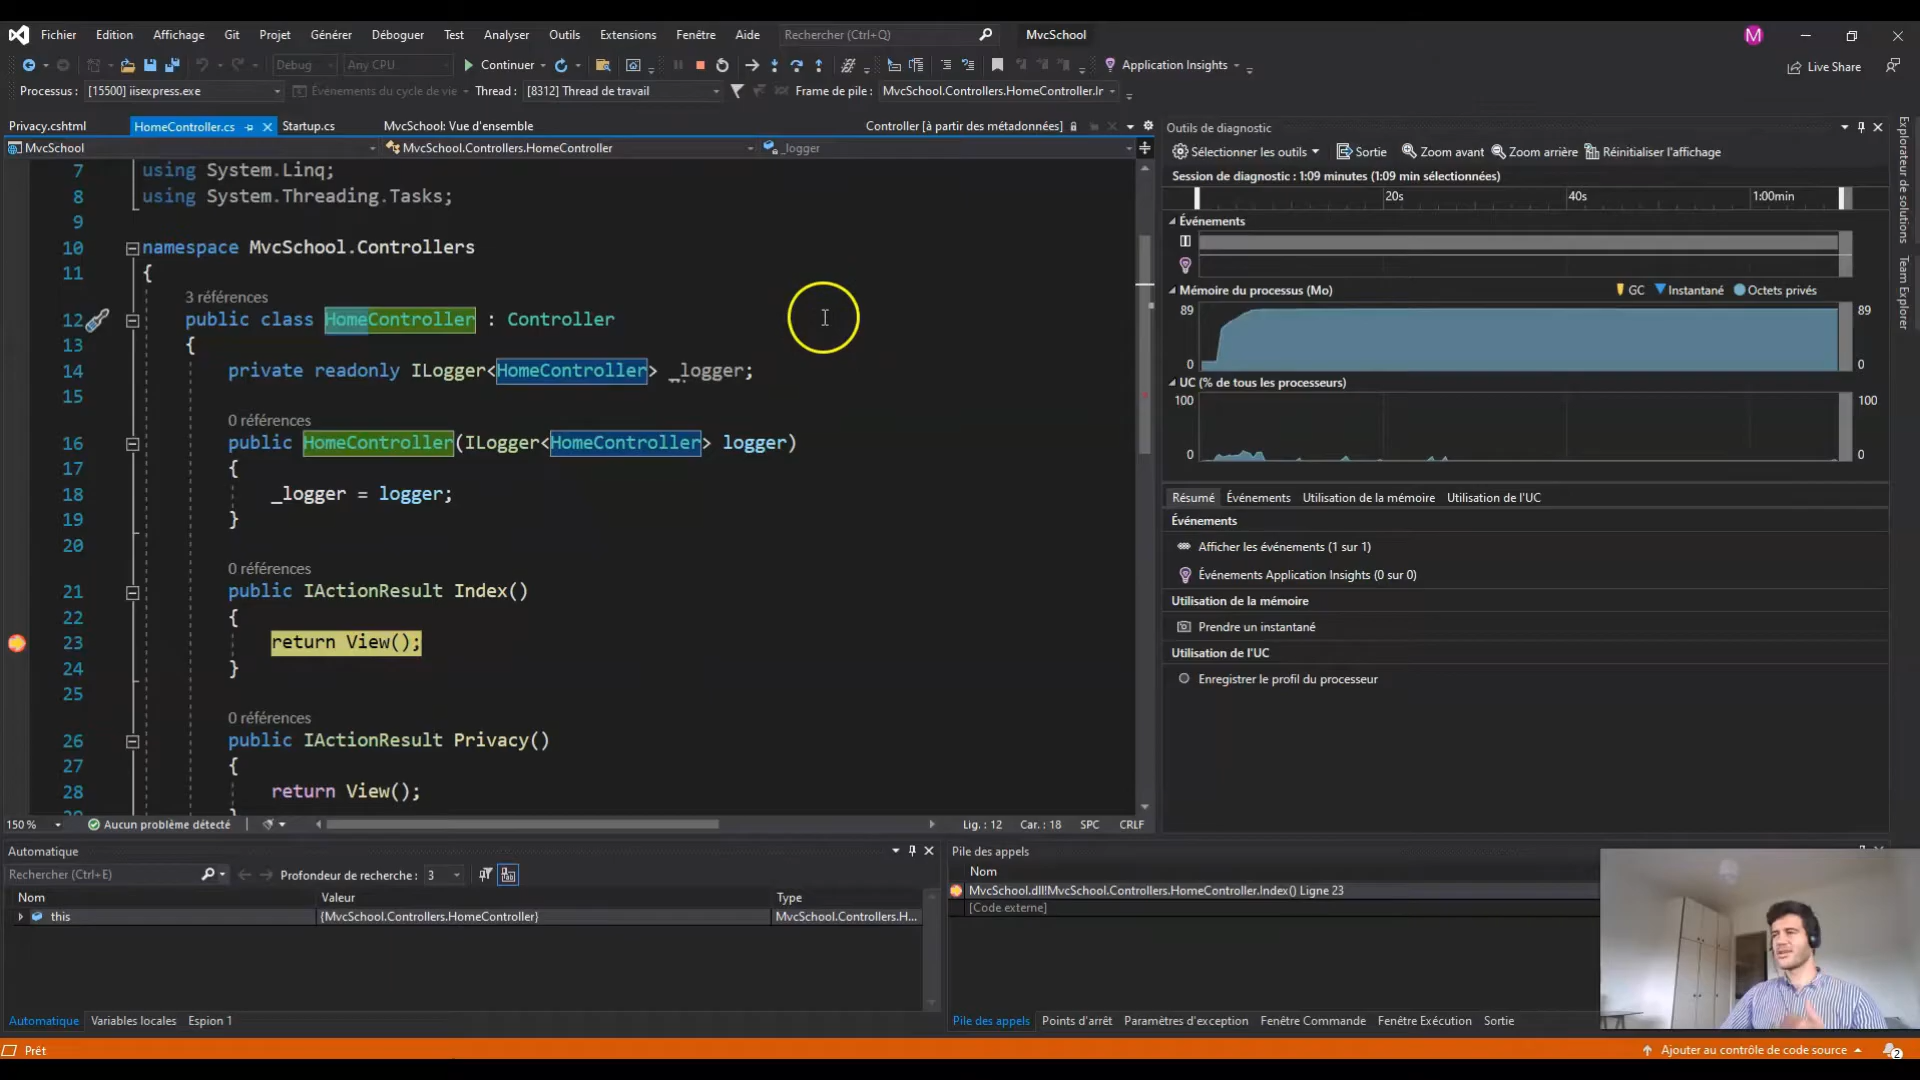 Fichier Edition Affichage Git Projet Générer Déboguer Test Analyser Outils Extensions Fenêtre Aide Rechercher (Ctrl+Q) MvcSchool M
Debug Any CPU Continuer Application Insights Live Share
Processus : [15500] iisexpress.exe Événements du cycle de vie Thread : [8312] Thread de travail Frame de pile : MvcSchool.Controllers.HomeController.Ir
Privacy.cshtml HomeController.cs Startup.cs MvcSchool: Vue d'ensemble Controller [à partir des métadonnées]
MvcSchool MvcSchool.Controllers.HomeController _logger
7 using System.Linq;
8 using System.Threading.Tasks;
9
10 namespace MvcSchool.Controllers
11 {
3 références
12 public class HomeController : Controller
13 {
14 private readonly ILogger<HomeController> _logger;
15
0 références
16 public HomeController(ILogger<HomeController> logger)
17 {
18 _logger = logger;
19 }
20
0 références
21 public IActionResult Index()
22 {
23 return View();
24 }
25
0 références
26 public IActionResult Privacy()
27 {
28 return View();
150 % Aucun problème détecté Lig. : 12 Car. : 18 SPC CRLF
Outils de diagnostic
Sélectionner les outils Sortie Zoom avant Zoom arrière Réinitialiser l'affichage
Session de diagnostic : 1:09 minutes (1:09 min sélectionnées)
20s 40s 1:00min
Événements
Mémoire du processus (Mo) GC Instantané Octets privés
89 89
0 0
UC (% de tous les processeurs)
100 100
0 0
Résumé Événements Utilisation de la mémoire Utilisation de l'UC
Événements
Afficher les événements (1 sur 1)
Événements Application Insights (0 sur 0)
Utilisation de la mémoire
Prendre un instantané
Utilisation de l'UC
Enregistrer le profil du processeur
Explorateur de solutions
Team Explorer
Automatique
Rechercher (Ctrl+E) Profondeur de recherche : 3
Nom Valeur Type
this {MvcSchool.Controllers.HomeController} MvcSchool.Controllers.H...
Automatique Variables locales Espion 1
Pile des appels
Nom
MvcSchool.dll!MvcSchool.Controllers.HomeController.Index() Ligne 23
[Code externe]
Pile des appels Points d'arrêt Paramètres d'exception Fenêtre Commande Fenêtre Exécution Sortie
Prêt Ajouter au contrôle de code source 2